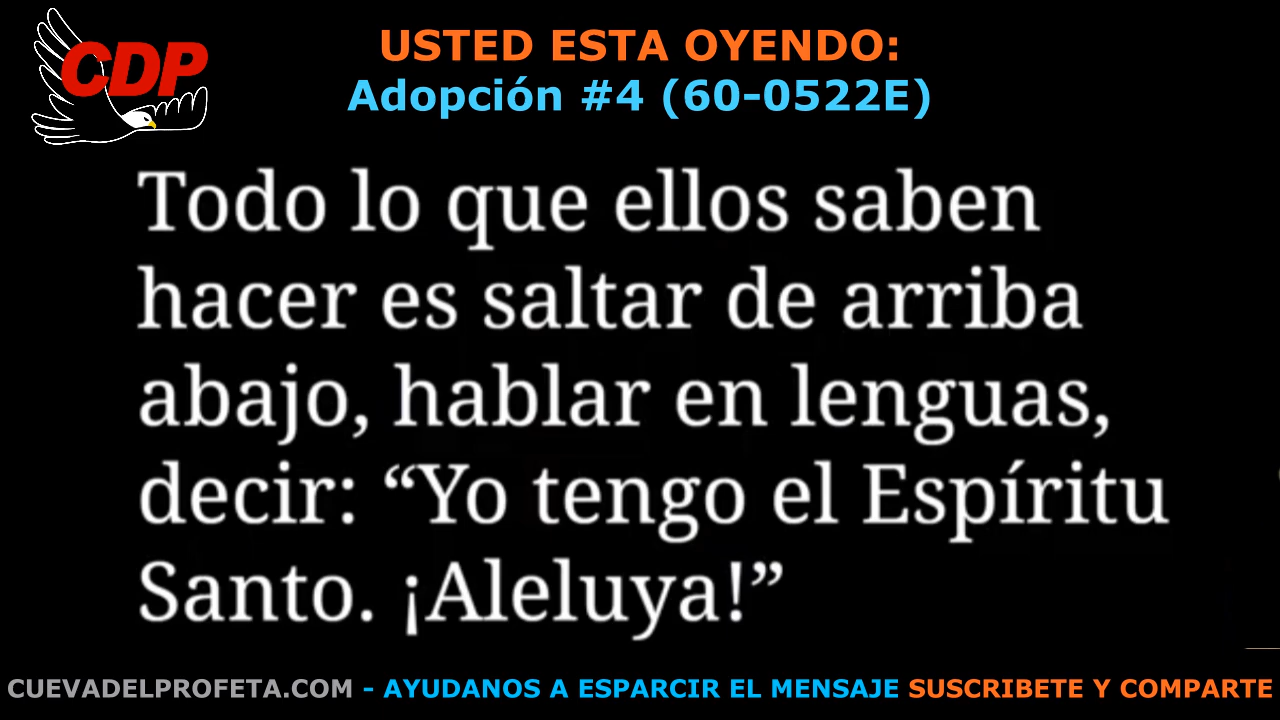 CDP
USTED ESTA OYENDO:
Adopción #4 (60-0522E)
Todo lo que ellos saben
hacer es saltar de arriba
abajo, hablar en lenguas,
decir: “Yo tengo el Espíritu
Santo. ¡Aleluya!”
CUEVADELPROFETA.COM - AYUDANOS A ESPARCIR EL MENSAJE SUSCRIBETE Y COMPARTE